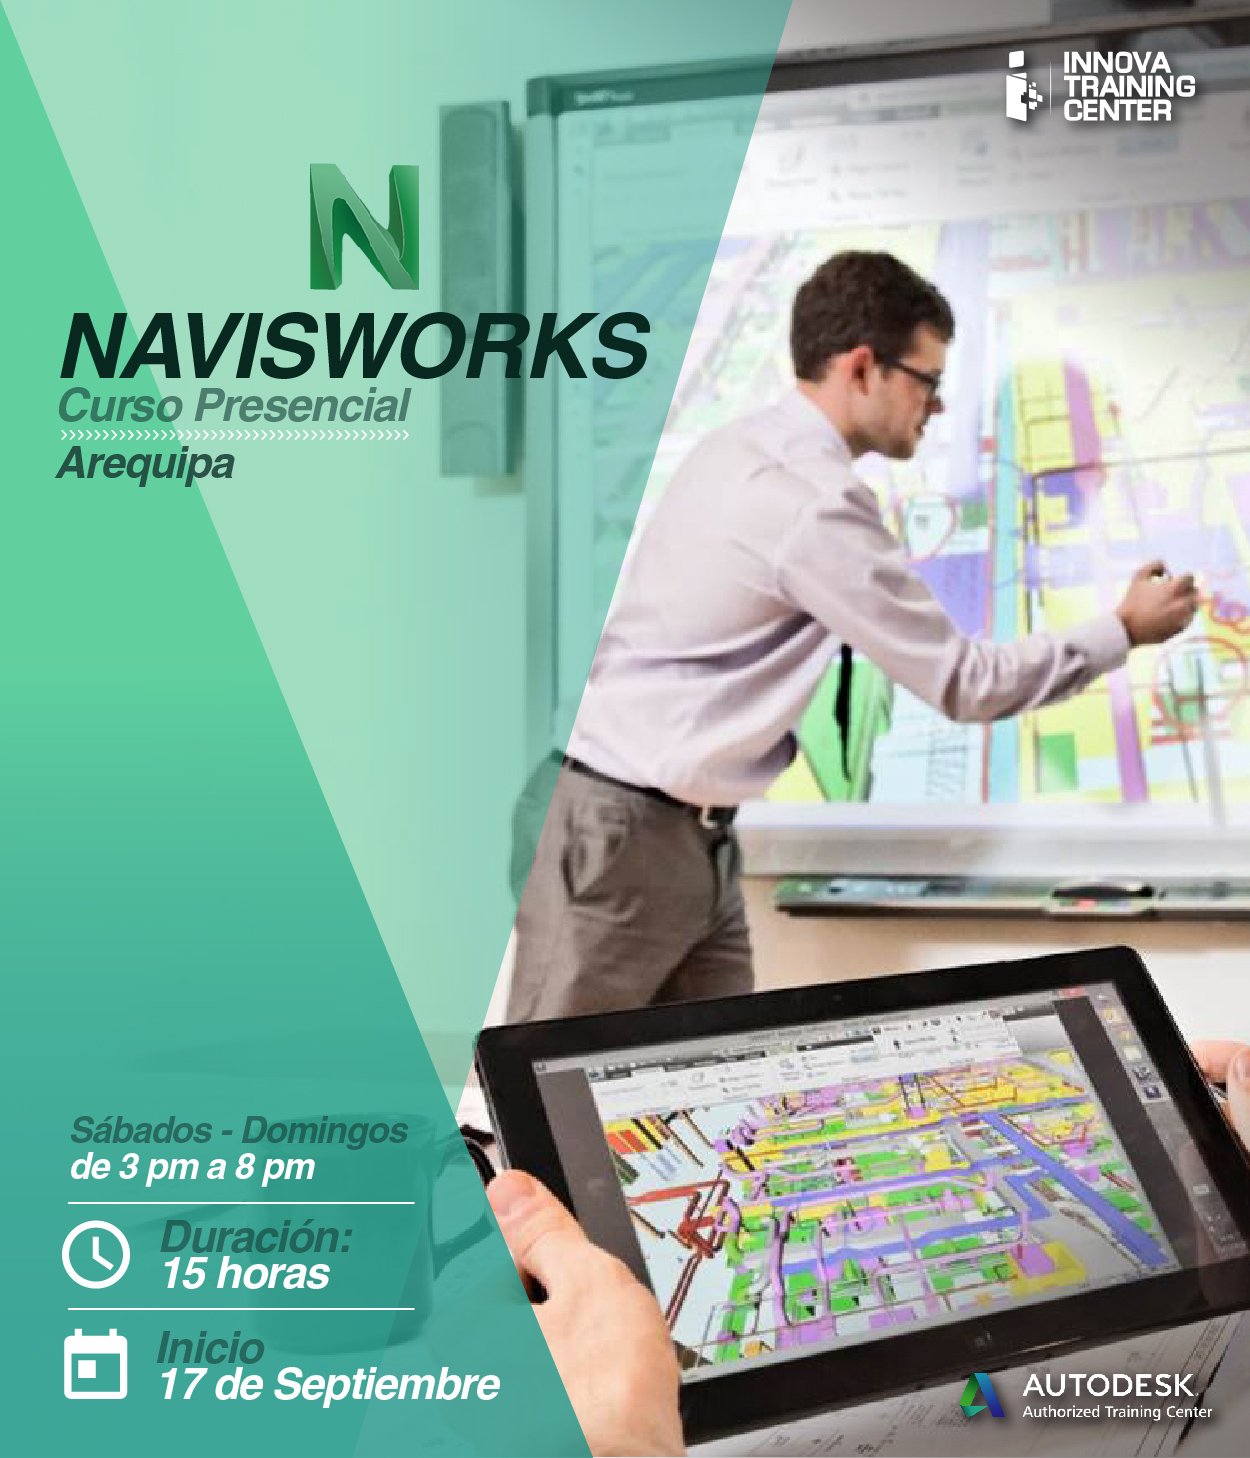 INNOVA
TRAINING
CENTER
NAVISWORKS
Curso Presencial
Arequipa
Sábados - Domingos
de 3 pm a 8 pm
Duración:
15 horas
Inicio
17 de Septiembre
AUTODESK
Authorized Training Center